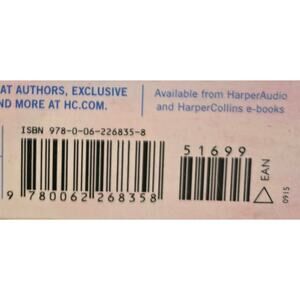 AT AUTHORS, EXCLUSIVE
ND MORE AT HC.COM.
Available from HarperAudio
and HarperCollins e-books
ISBN 978-0-06-226835-8
51699
9 780062 268358
EAN
0915